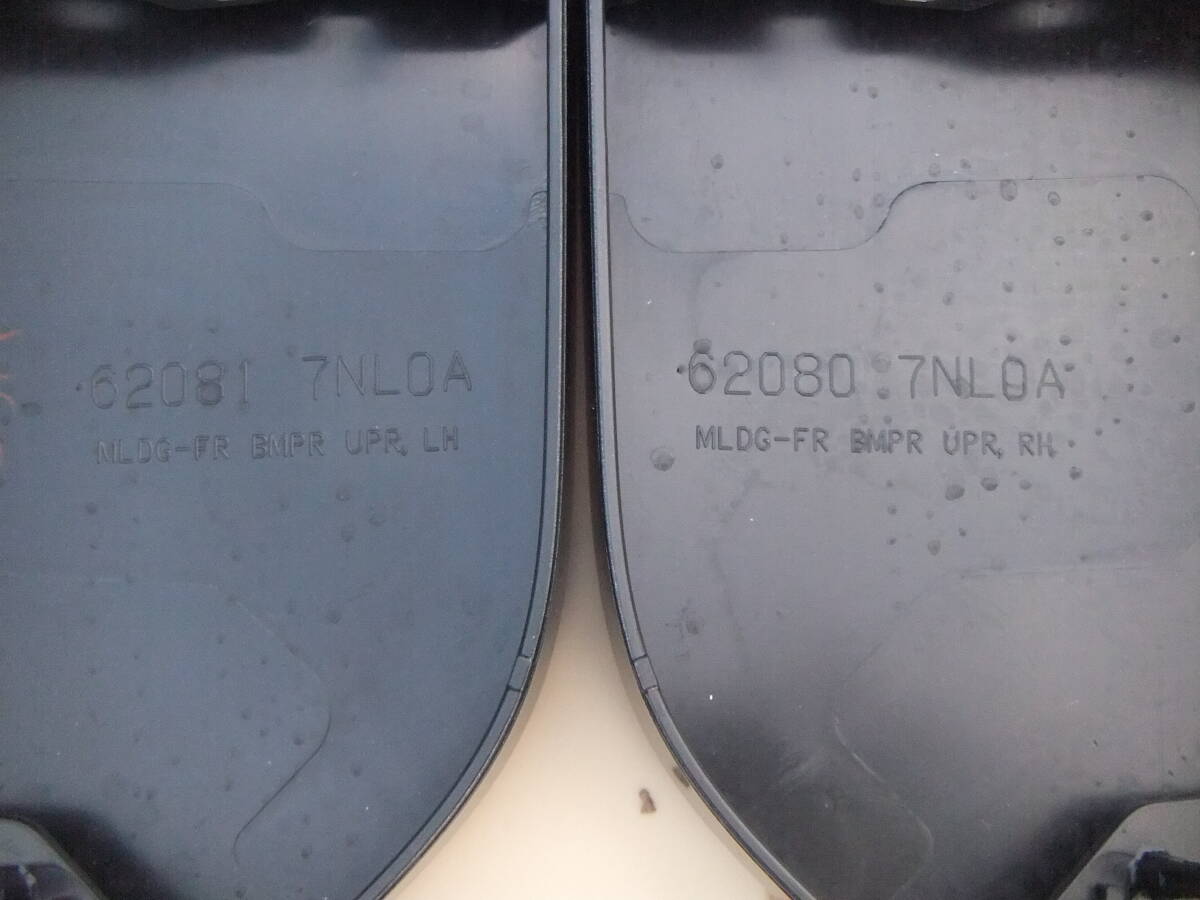 62081 7NL0A
MLDG-FR BMPR UPR, LH
62080 7NL0A
MLDG-FR BMPR UPR, RH